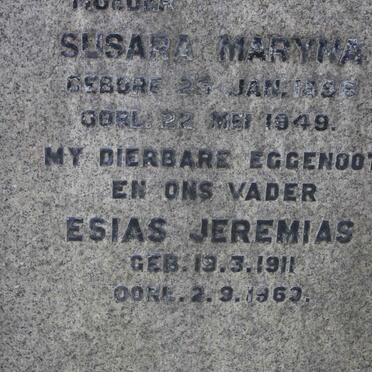 MOEDER
SUSARA MARYNA
GEBORE 25 JAN.
OORL. 22 MEI 1949.
MY DIERBARE EGGENOOT
EN ONS VADER
ESIAS JEREMIAS
GEB. 19.3.1911
OORL. 2.9.1963.